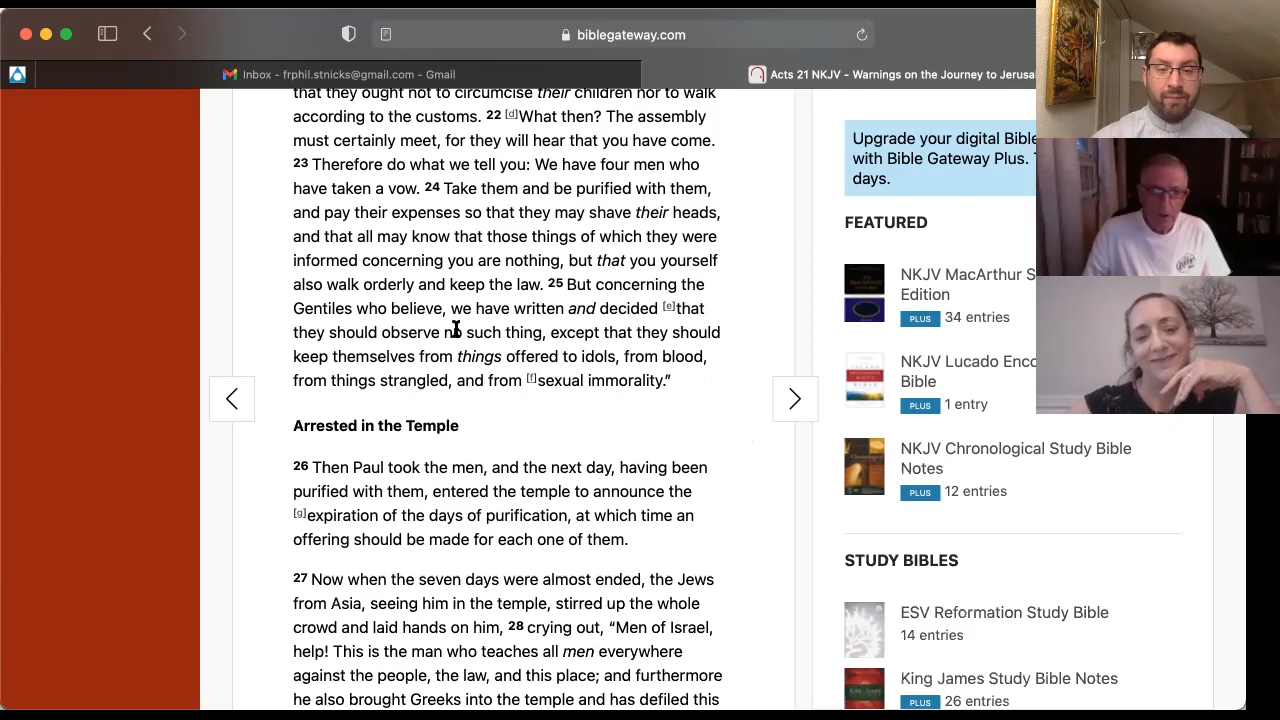 biblegateway.com
Inbox - frphil.stnicks@gmail.com - Gmail
Acts 21 NKJV - Warnings on the Journey to Jerusa
that they ought not to circumcise their children nor to walk
according to the customs. 22 [d]What then? The assembly
must certainly meet, for they will hear that you have come.
23 Therefore do what we tell you: We have four men who
have taken a vow. 24 Take them and be purified with them,
and pay their expenses so that they may shave their heads,
and that all may know that those things of which they were
informed concerning you are nothing, but that you yourself
also walk orderly and keep the law. 25 But concerning the
Gentiles who believe, we have written and decided [e]that
they should observe no such thing, except that they should
keep themselves from things offered to idols, from blood,
from things strangled, and from [f]sexual immorality.”
Arrested in the Temple
26 Then Paul took the men, and the next day, having been
purified with them, entered the temple to announce the
[g]expiration of the days of purification, at which time an
offering should be made for each one of them.
27 Now when the seven days were almost ended, the Jews
from Asia, seeing him in the temple, stirred up the whole
crowd and laid hands on him, 28 crying out, “Men of Israel,
help! This is the man who teaches all men everywhere
against the people, the law, and this place; and furthermore
he also brought Greeks into the temple and has defiled this
Upgrade your digital Bible
with Bible Gateway Plus.
days.
FEATURED
NKJV MacArthur S
Edition
PLUS 34 entries
NKJV Lucado Enco
Bible
PLUS 1 entry
NKJV Chronological Study Bible
Notes
PLUS 12 entries
STUDY BIBLES
ESV Reformation Study Bible
14 entries
King James Study Bible Notes
PLUS 26 entries